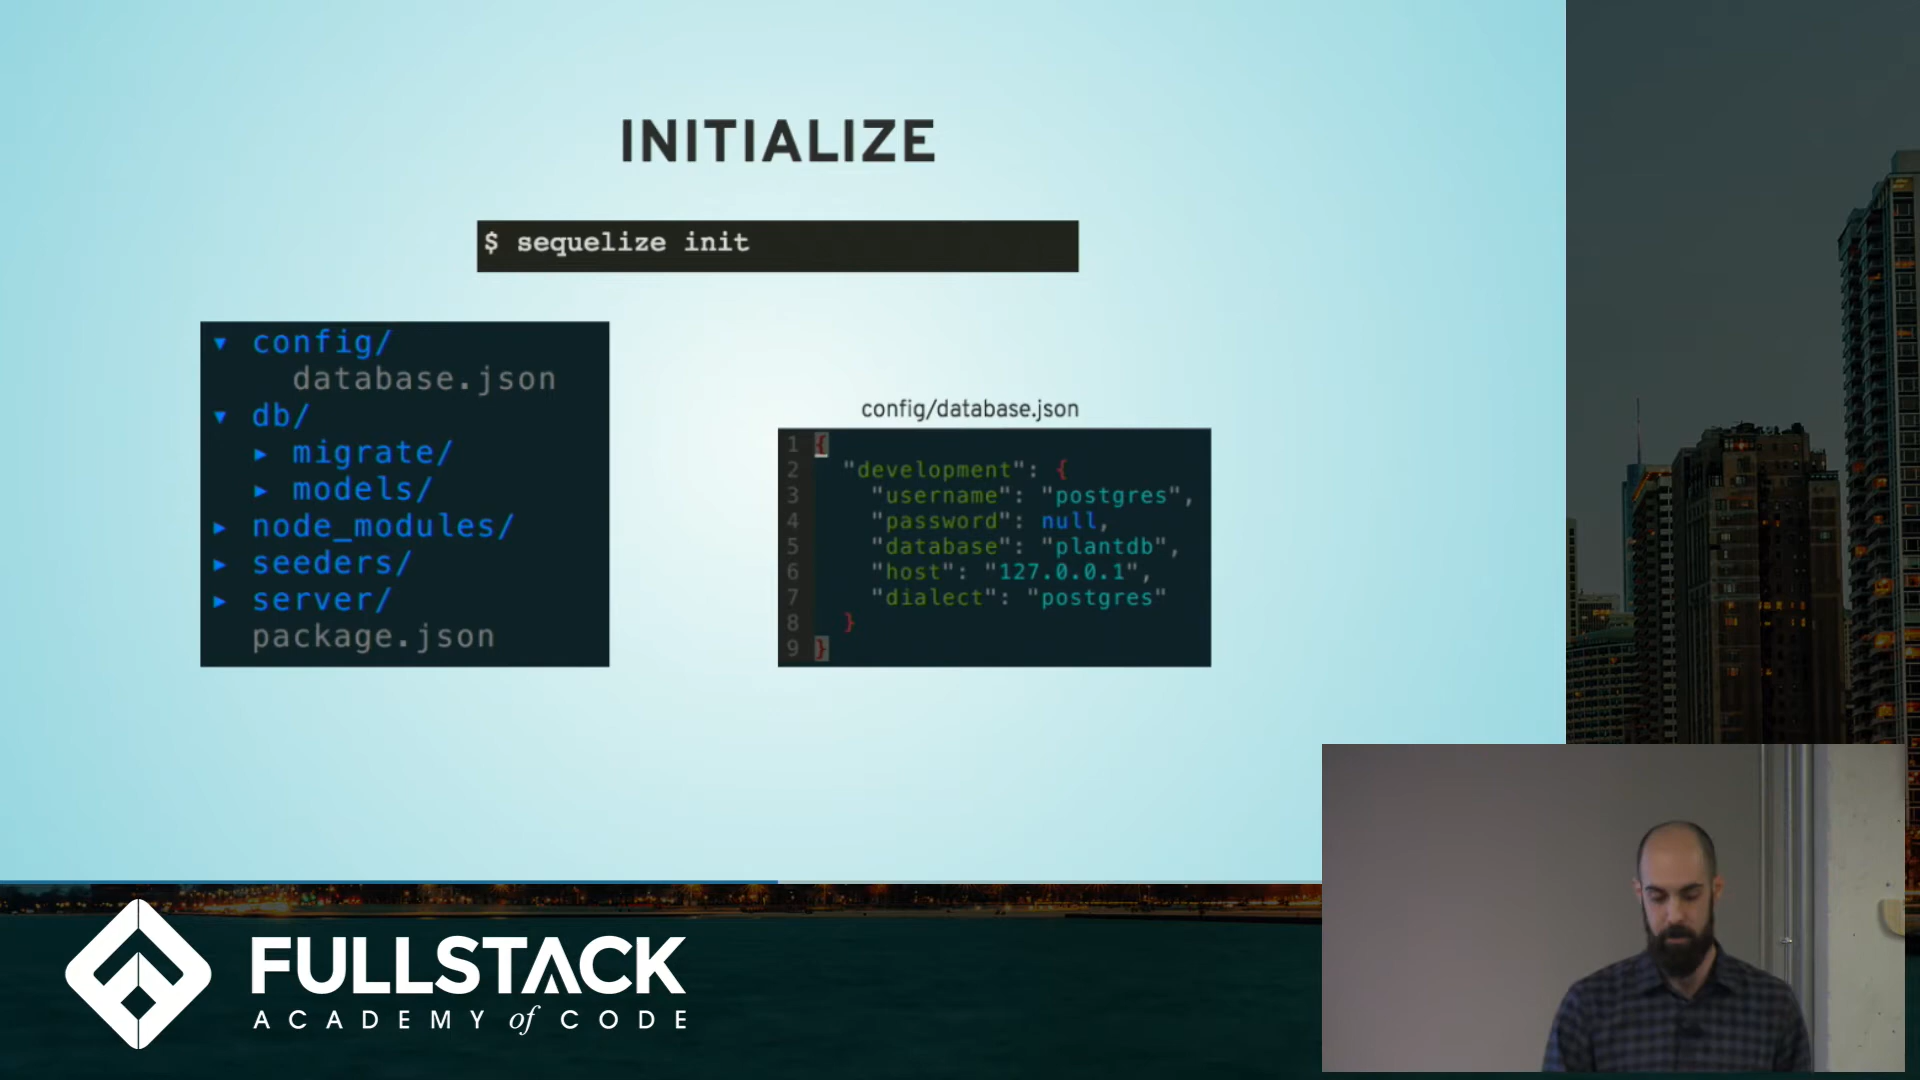 INITIALIZE
$ sequelize init
▾ config/
database.json
▾ db/
▸ migrate/
▸ models/
▸ node_modules/
▸ seeders/
▸ server/
package.json
config/database.json
1 {
2 "development": {
3 "username": "postgres",
4 "password": null,
5 "database": "plantdb",
6 "host": "127.0.0.1",
7 "dialect": "postgres"
8 }
9 }
FULLSTACK
ACADEMY of CODE